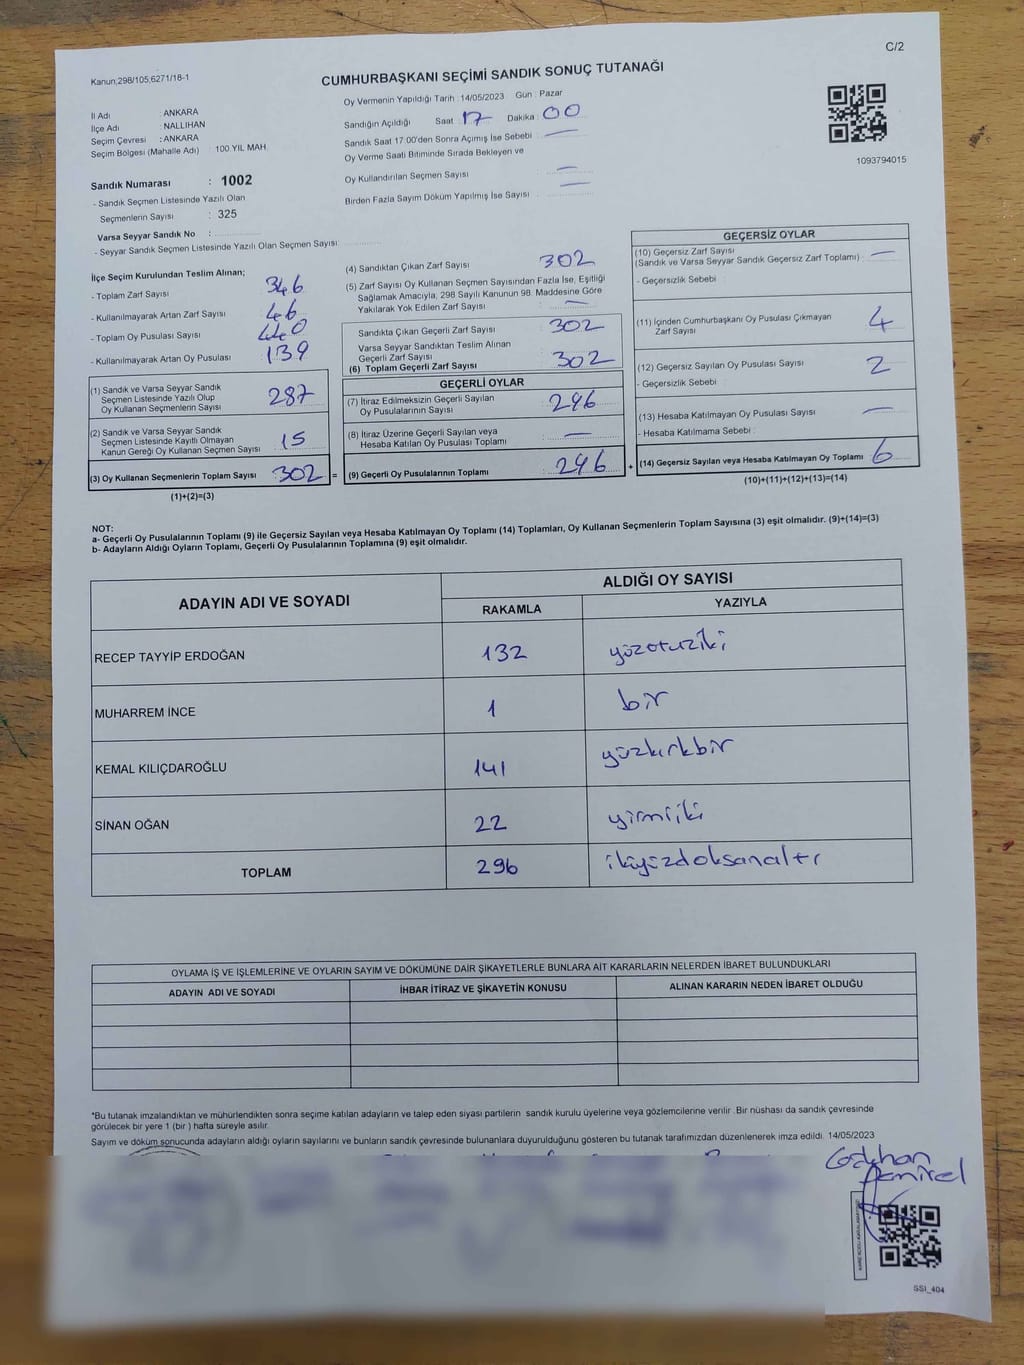 C/2
Kanun,298/105,6271/18-1
CUMHURBAŞKANI SEÇİMİ SANDIK SONUÇ TUTANAĞI
İl Adı : ANKARA
İlçe Adı : NALLIHAN
Seçim Çevresi : ANKARA
Seçim Bölgesi (Mahalle Adı) 100 YIL MAH
Sandık Numarası : 1002
- Sandık Seçmen Listesinde Yazılı Olan
Seçmenlerin Sayısı : 325
Varsa Seyyar Sandık No :
- Seyyar Sandık Seçmen Listesinde Yazılı Olan Seçmen Sayısı:
Oy Vermenin Yapıldığı Tarih :14/05/2023 Gün : Pazar
Sandığın Açıldığı Saat : 17 Dakika : 00
Sandık Saat 17.00'den Sonra Açımış İse Sebebi —
Oy Verme Saati Bitiminde Sırada Bekleyen ve
Oy Kullandırılan Seçmen Sayısı —
Birden Fazla Sayım Döküm Yapılmış İse Sayısı —
1093794015
İlçe Seçim Kurulundan Teslim Alınan;
- Toplam Zarf Sayısı 346
- Kullanılmayarak Artan Zarf Sayısı 46
- Toplam Oy Pusulası Sayısı 440
- Kullanılmayarak Artan Oy Pusulası 139
(1) Sandık ve Varsa Seyyar Sandık
Seçmen Listesinde Yazılı Olup
Oy Kullanan Seçmenlerin Sayısı 287
(2) Sandık ve Varsa Seyyar Sandık
Seçmen Listesinde Kayıtlı Olmayan
Kanun Gereği Oy Kullanan Seçmen Sayısı 15
(3) Oy Kullanan Seçmenlerin Toplam Sayısı 302 =
(1)+(2)=(3)
(4) Sandıktan Çıkan Zarf Sayısı 302
(5) Zarf Sayısı Oy Kullanan Seçmen Sayısından Fazla İse, Eşitliği
Sağlamak Amacıyla, 298 Sayılı Kanunun 98. Maddesine Göre
Yakılarak Yok Edilen Zarf Sayısı —
Sandıkta Çıkan Geçerli Zarf Sayısı 302
Varsa Seyyar Sandıktan Teslim Alınan
Geçerli Zarf Sayısı
(6) Toplam Geçerli Zarf Sayısı 302
GEÇERLİ OYLAR
(7) İtiraz Edilmeksizin Geçerli Sayılan
Oy Pusulalarının Sayısı 296
(8) İtiraz Üzerine Geçerli Sayılan veya
Hesaba Katılan Oy Pusulası Toplamı —
(9) Geçerli Oy Pusulalarının Toplamı 296 +
GEÇERSİZ OYLAR
(10) Geçersiz Zarf Sayısı
(Sandık ve Varsa Seyyar Sandık Geçersiz Zarf Toplamı) —
- Geçersizlik Sebebi
(11) İçinden Cumhurbaşkanı Oy Pusulası Çıkmayan
Zarf Sayısı 4
(12) Geçersiz Sayılan Oy Pusulası Sayısı 2
- Geçersizlik Sebebi
(13) Hesaba Katılmayan Oy Pusulası Sayısı —
- Hesaba Katılmama Sebebi
(14) Geçersiz Sayılan veya Hesaba Katılmayan Oy Toplamı 6
(10)+(11)+(12)+(13)=(14)
NOT:
a- Geçerli Oy Pusulalarının Toplamı (9) ile Geçersiz Sayılan veya Hesaba Katılmayan Oy Toplamı (14) Toplamları, Oy Kullanan Seçmenlerin Toplam Sayısına (3) eşit olmalıdır. (9)+(14)=(3)
b- Adayların Aldığı Oyların Toplamı, Geçerli Oy Pusulalarının Toplamına (9) eşit olmalıdır.
ADAYIN ADI VE SOYADI ALDIĞI OY SAYISI
RAKAMLA YAZIYLA
RECEP TAYYİP ERDOĞAN 132 yüzotuziki
MUHARREM İNCE 1 bir
KEMAL KILIÇDAROĞLU 141 yüzkırkbir
SİNAN OĞAN 22 yirmiiki
TOPLAM 296 ikiyüzdoksanaltı
OYLAMA İŞ VE İŞLEMLERİNE VE OYLARIN SAYIM VE DÖKÜMÜNE DAİR ŞİKAYETLERLE BUNLARA AİT KARARLARIN NELERDEN İBARET BULUNDUKLARI
ADAYIN ADI VE SOYADI İHBAR İTİRAZ VE ŞİKAYETİN KONUSU ALINAN KARARIN NEDEN İBARET OLDUĞU
*Bu tutanak imzalandıktan ve mühürlendikten sonra seçime katılan adayların ve talep eden siyasi partilerin sandık kurulu üyelerine veya gözlemcilerine verilir .Bir nüshası da sandık çevresinde
görülecek bir yere 1 (bir ) hafta süreyle asılır.
Sayım ve döküm sonucunda adayların aldığı oyların sayılarını ve bunların sandık çevresinde bulunanlara duyurulduğunu gösteren bu tutanak tarafımızdan düzenlenerek imza edildi. 14/05/2023
Gökhan
Demirel
SSI_404